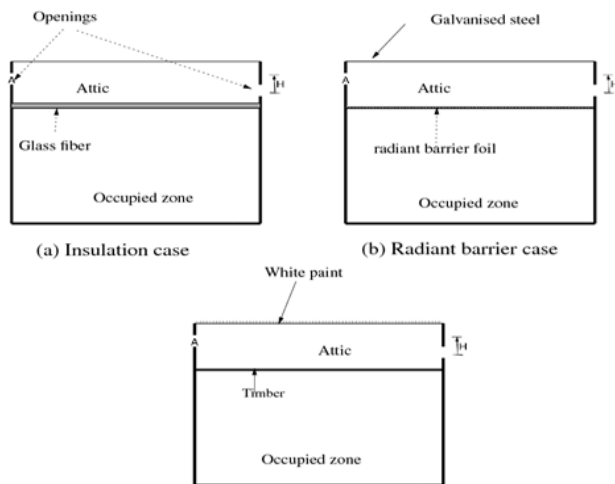 Openings
Galvanised steel
A
Attic
H
A
Attic
H
Glass fiber
radiant barrier foil
Occupied zone
Occupied zone
(a) Insulation case
(b) Radiant barrier case
White paint
A
Attic
H
Timber
Occupied zone